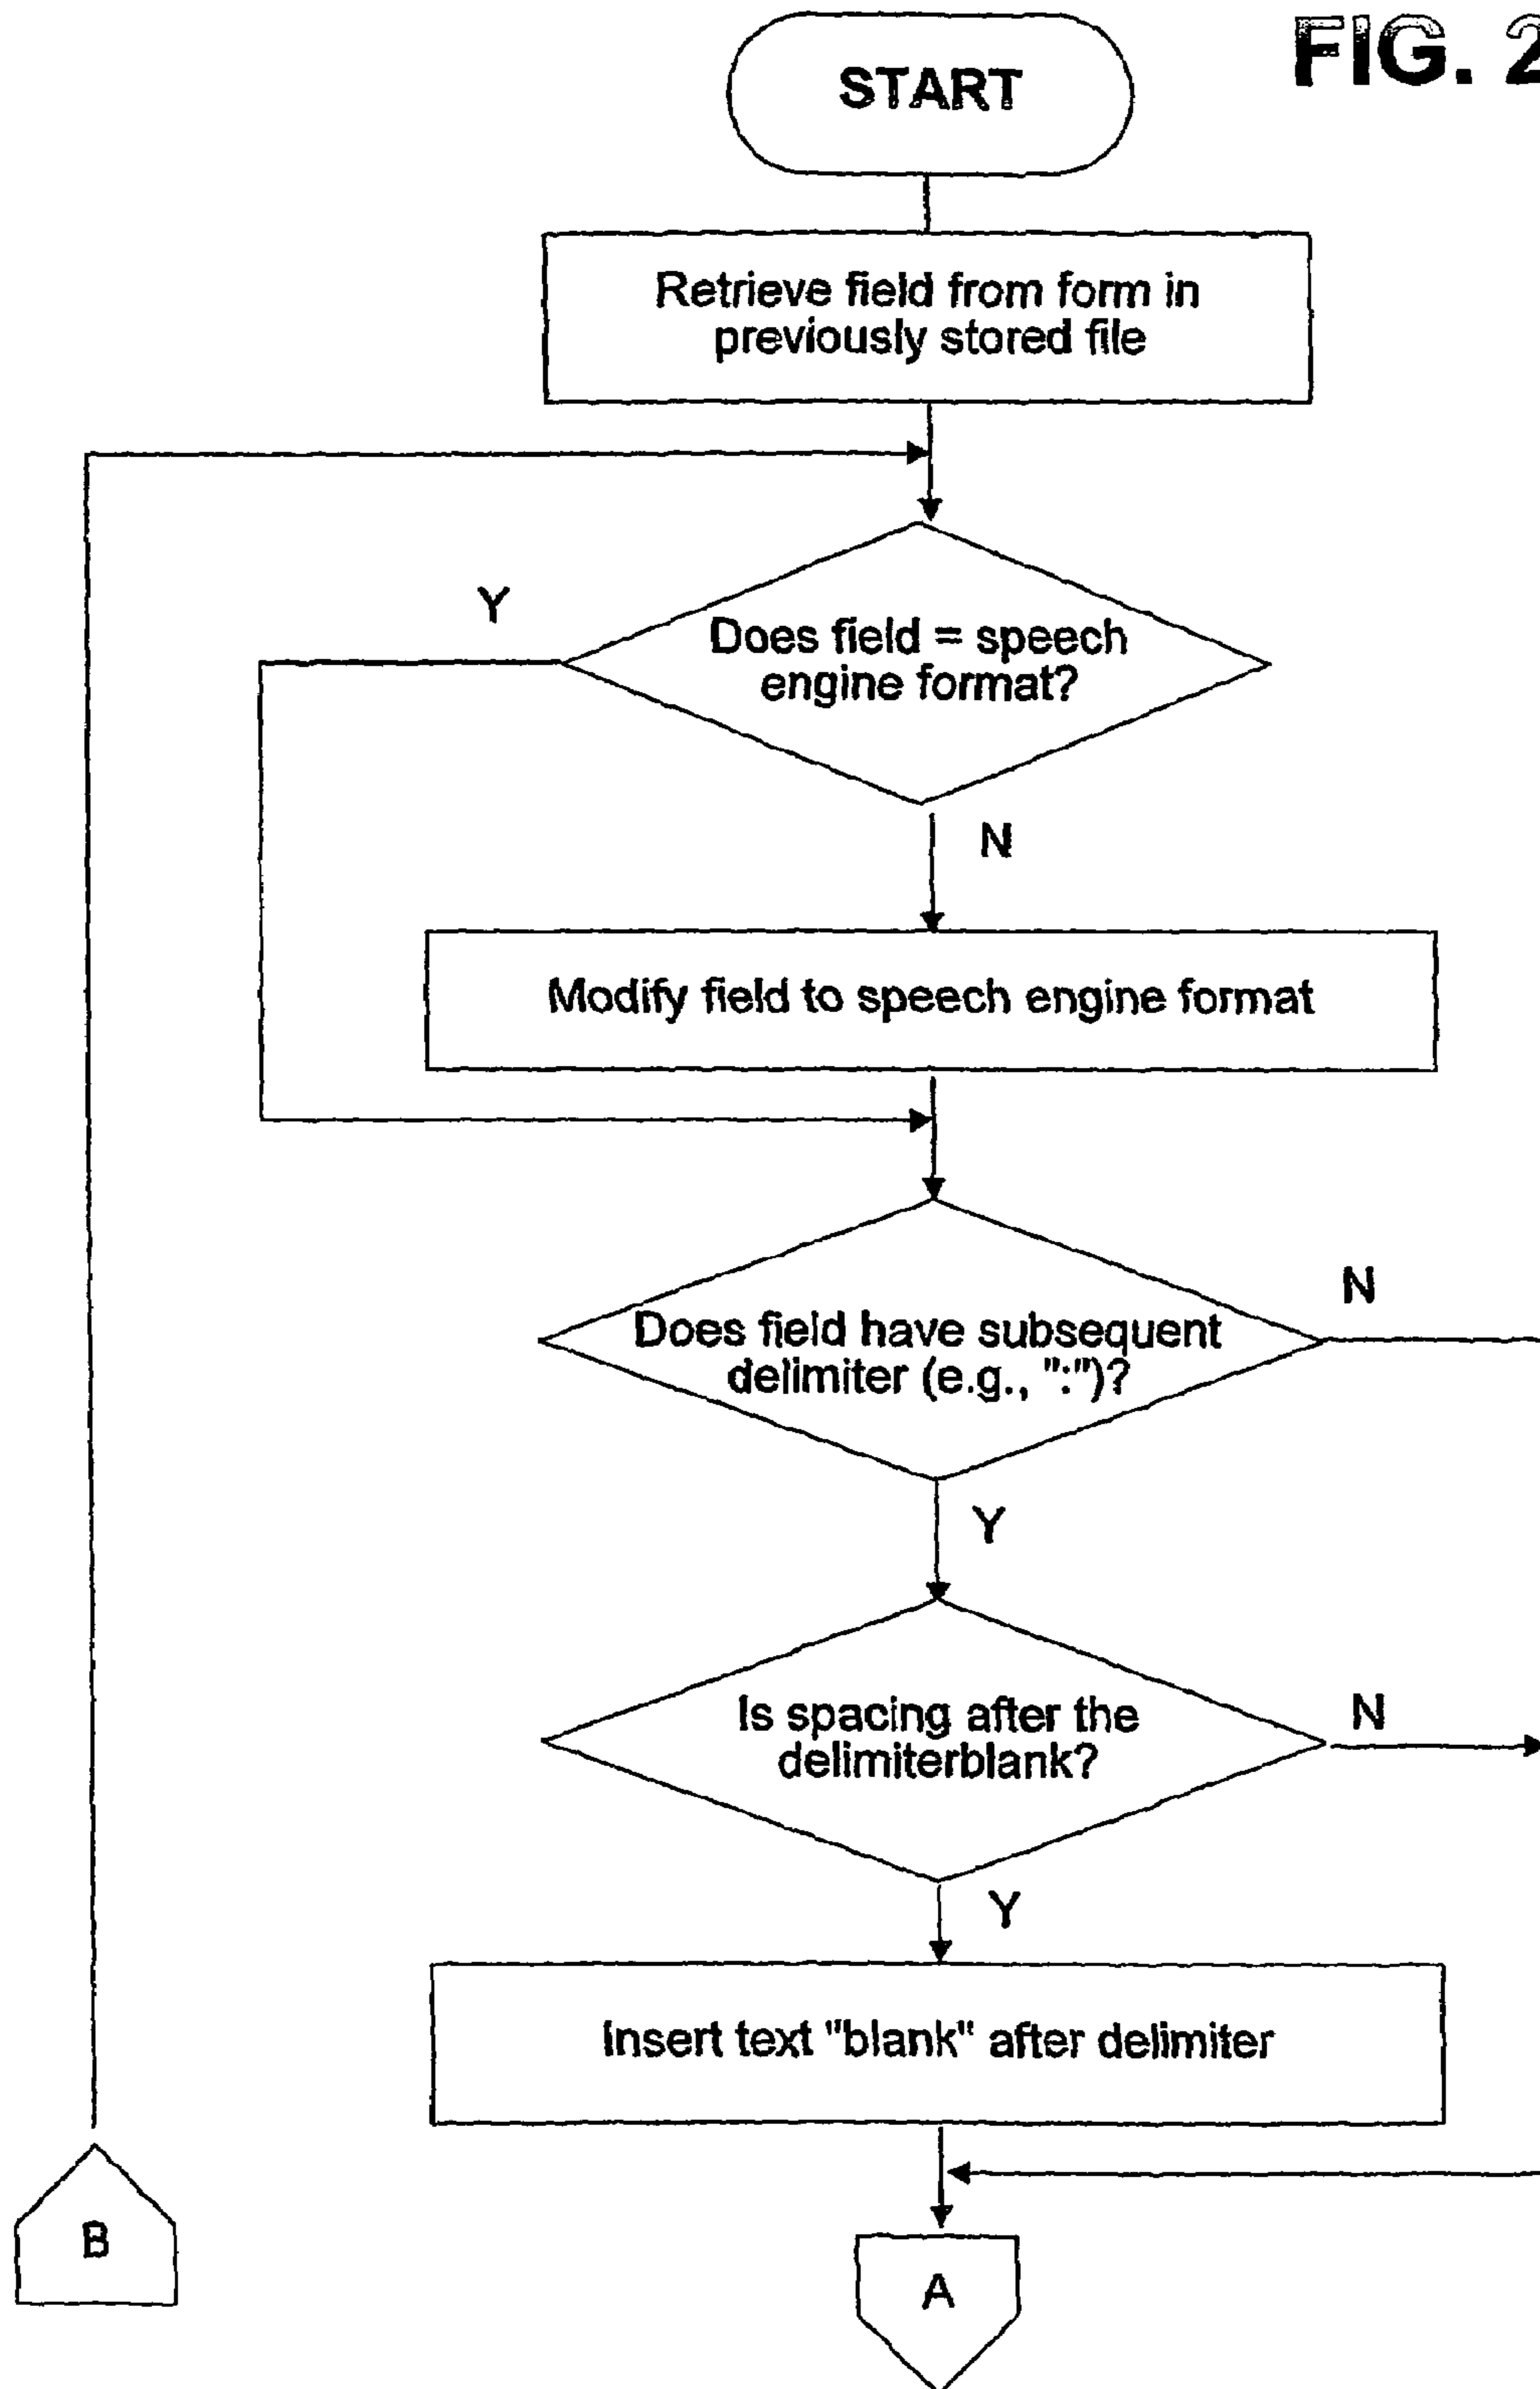 FIG. 2
START
Retrieve field from form in
previously stored file
Y
Does field = speech
engine format?
N
Modify field to speech engine format
N
Does field have subsequent
delimiter (e.g., ":")?
Y
N
Is spacing after the
delimiterblank?
Y
Insert text "blank" after delimiter
B
A